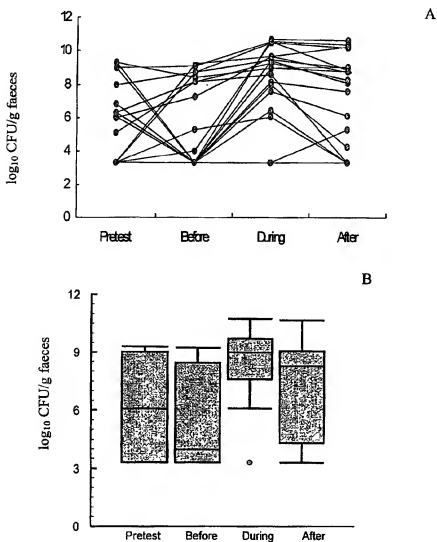 A
log₁₀ CFU/g faeces
12
10
8
6
4
2
0
Pretest Before During After
B
log₁₀ CFU/g faeces
12
9
6
3
0
Pretest Before During After